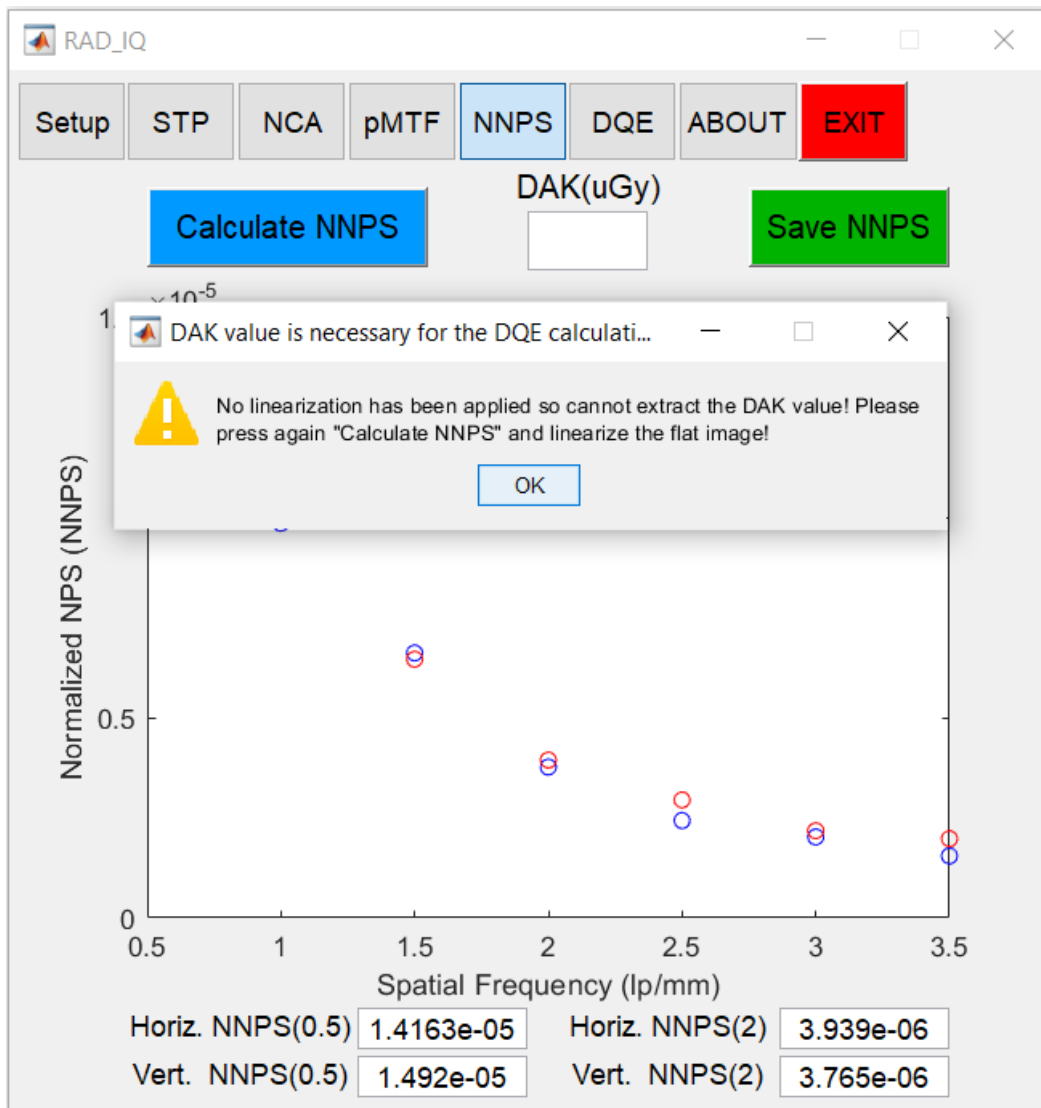 RAD_IQ
Setup STP NCA pMTF NNPS DQE ABOUT EXIT
DAK(uGy)
Calculate NNPS Save NNPS
×10-5
1.
DAK value is necessary for the DQE calculati...
No linearization has been applied so cannot extract the DAK value! Please
press again "Calculate NNPS" and linearize the flat image!
OK
Normalized NPS (NNPS)
0.5
0
0.5 1 1.5 2 2.5 3 3.5
Spatial Frequency (lp/mm)
Horiz. NNPS(0.5) 1.4163e-05 Horiz. NNPS(2) 3.939e-06
Vert. NNPS(0.5) 1.492e-05 Vert. NNPS(2) 3.765e-06